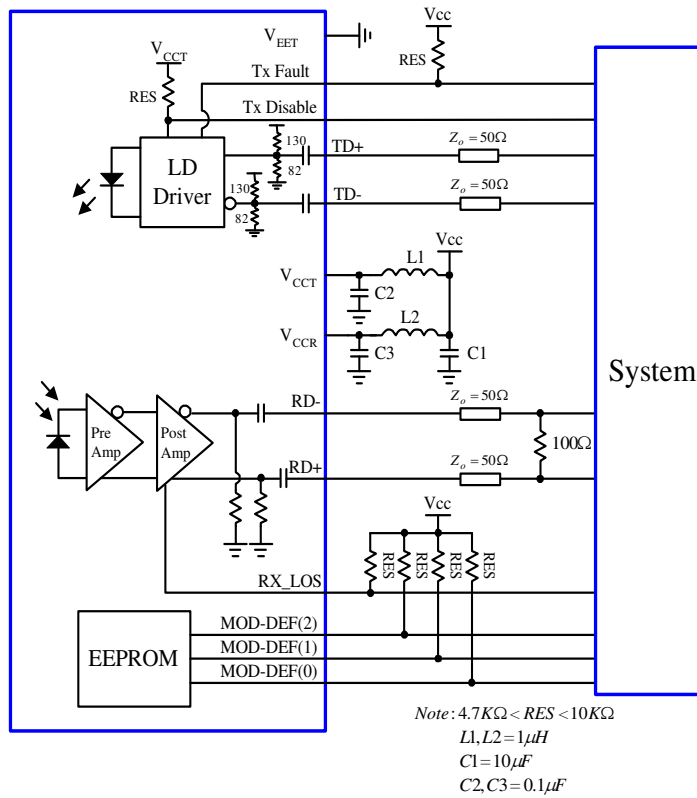 Vcc
V_EET
V_CCT
RES
Tx Fault
RES
Tx Disable
130
82
TD+
Z_o = 50Ω
LD
Driver
130
82
TD-
Z_o = 50Ω
Vcc
L1
V_CCT
C2
L2
V_CCR
C3
C1
System
RD-
Z_o = 50Ω
Pre
Amp
Post
Amp
100Ω
RD+
Z_o = 50Ω
Vcc
RES
RES
RES
RES
RX_LOS
MOD-DEF(2)
EEPROM
MOD-DEF(1)
MOD-DEF(0)
Note: 4.7KΩ < RES < 10KΩ
L1, L2 = 1μH
C1 = 10μF
C2, C3 = 0.1μF